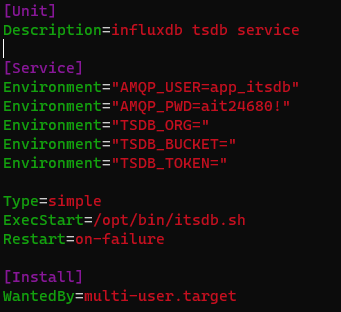 [Unit]
Description=influxdb tsdb service
[Service]
Environment="AMQP_USER=app_itsdb"
Environment="AMQP_PWD=ait24680!"
Environment="TSDB_ORG="
Environment="TSDB_BUCKET="
Environment="TSDB_TOKEN="
Type=simple
ExecStart=/opt/bin/itsdb.sh
Restart=on-failure
[Install]
WantedBy=multi-user.target